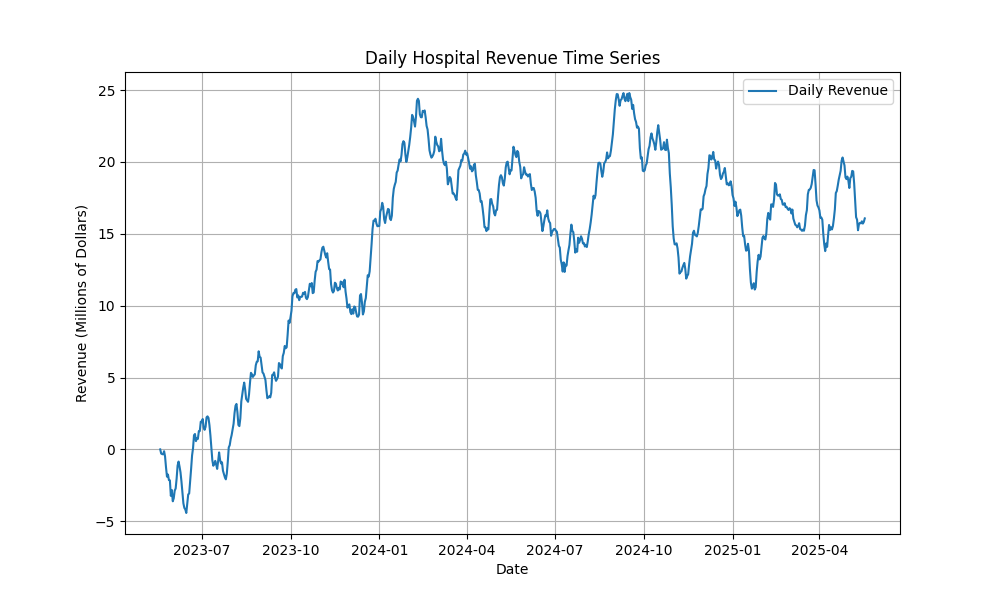 Daily Hospital Revenue Time Series
Daily Revenue
Revenue (Millions of Dollars)
25
20
15
10
5
0
−5
2023-07 2023-10 2024-01 2024-04 2024-07 2024-10 2025-01 2025-04
Date